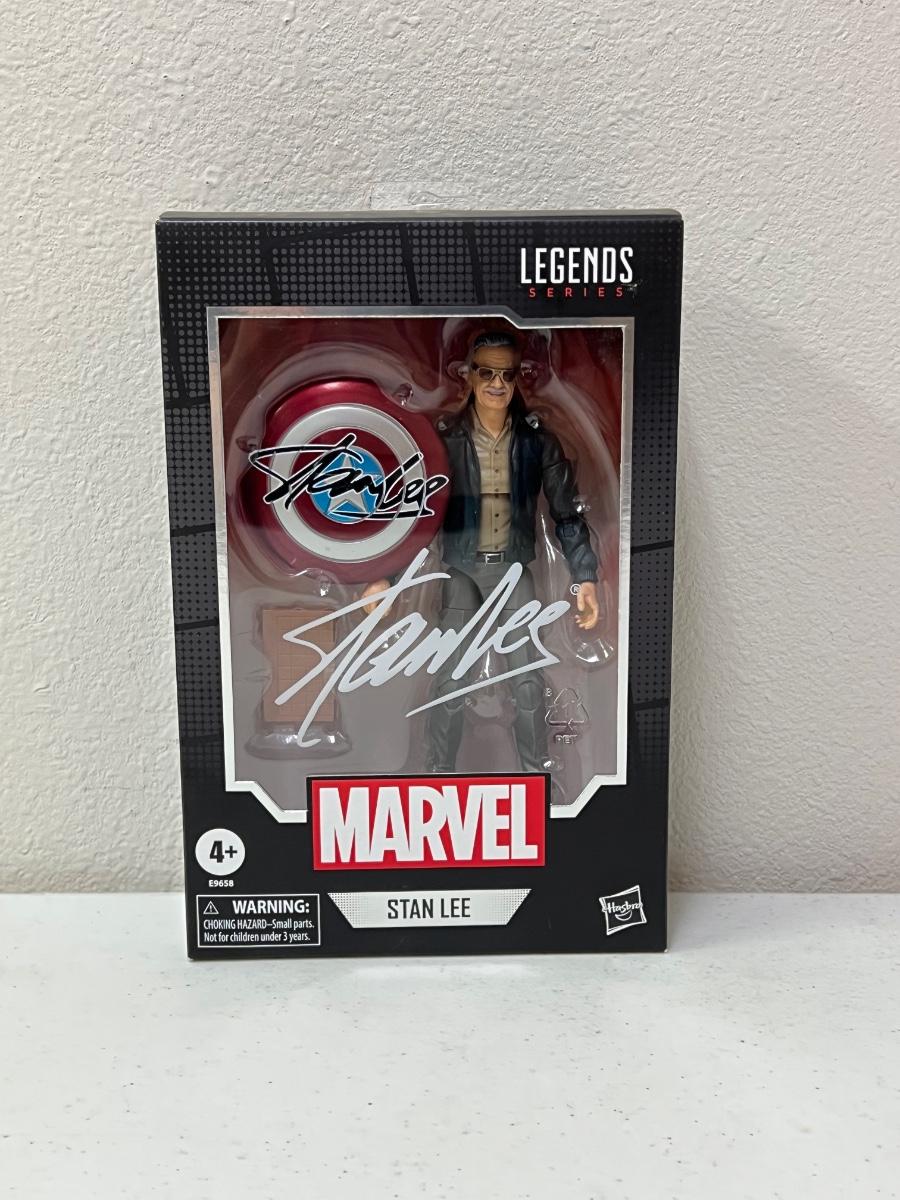 LEGENDS
SERIES
Stan Lee
Stan Lee®
PET
MARVEL
4+
E9658
STAN LEE
⚠ WARNING:
CHOKING HAZARD–Small parts.
Not for children under 3 years.
Hasbro